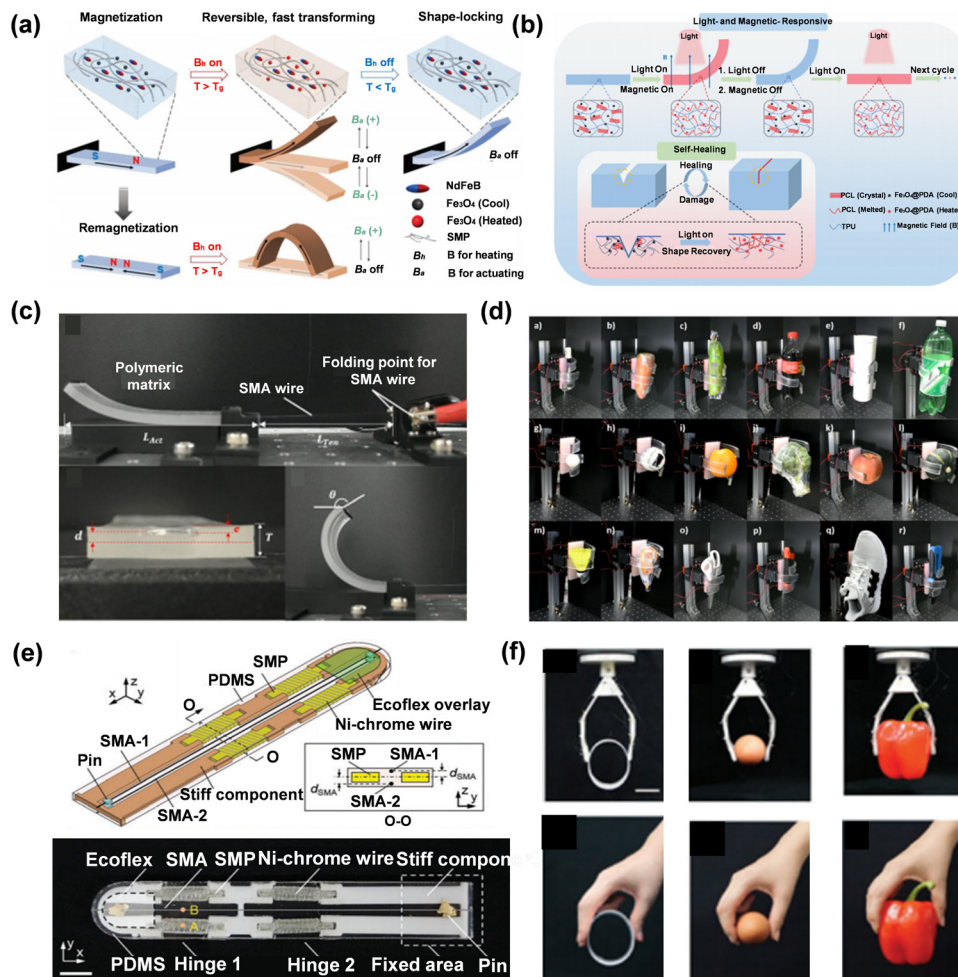 (a)
Magnetization
Reversible, fast transforming
Shape-locking
Bh on
T > Tg
Bh off
T < Tg
S
N
Ba (+)
Ba off
Ba (-)
Ba off
Remagnetization
S N N S
Bh on
T > Tg
Ba (+)
Ba off
NdFeB
Fe₃O₄ (Cool)
Fe₃O₄ (Heated)
SMP
Bh B for heating
Ba B for actuating
(b)
Light- and Magnetic-Responsive
Light
Light
B
Light On
Magnetic On
1. Light Off
2. Magnetic Off
Light On
Next cycle
Self-Healing
Healing
Damage
Light on
Shape Recovery
PCL (Crystal)
Fe₃O₄@PDA (Cool)
PCL (Melted)
Fe₃O₄@PDA (Heated)
TPU
Magnetic Field (B)
(c)
Polymeric
matrix
SMA wire
Folding point for
SMA wire
LAct
LTen
d
e
T
θ
(d)
a) b) c) d) e) f)
g) h) i) j) k) l)
m) n) o) p) q) r)
(e)
SMP
PDMS
Ecoflex overlay
Ni-chrome wire
z
x y
O
O
SMA-1
Pin
Stiff component
SMA-2
SMP SMA-1
dSMA
dSMA
SMA-2
z
y
O-O
Ecoflex SMA SMP Ni-chrome wire Stiff compone
B
A
y
x
PDMS Hinge 1 Hinge 2 Fixed area Pin
(f)